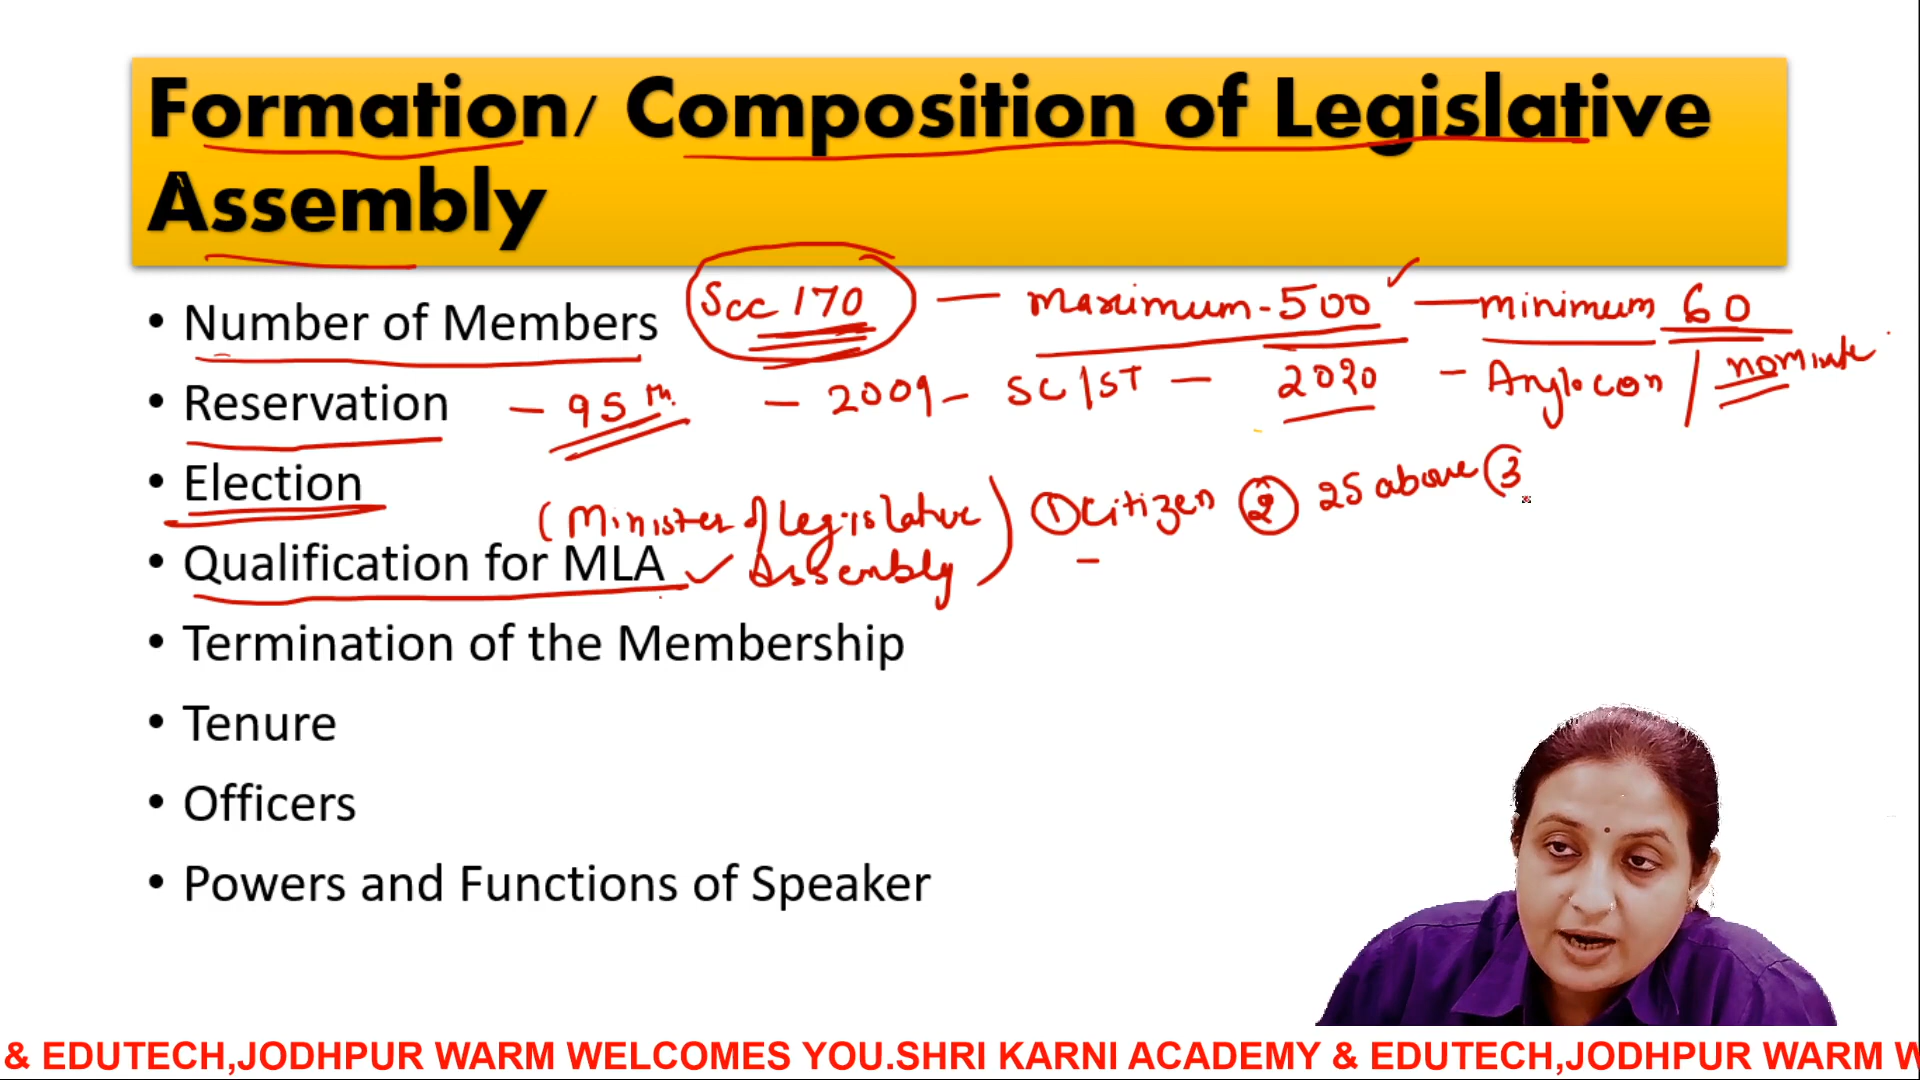 Formation/ Composition of Legislative
Assembly
• Number of Members Scc 170 — maximum - 500 — minimum 60
• Reservation — 95th — 2009 — SC/ST — 2020 — Anglo con / nominate
• Election
(Minister of legislative Assembly) ① citizen ② 25 above ③
• Qualification for MLA
• Termination of the Membership
• Tenure
• Officers
• Powers and Functions of Speaker
& EDUTECH,JODHPUR WARM WELCOMES YOU.SHRI KARNI ACADEMY & EDUTECH,JODHPUR WARM W